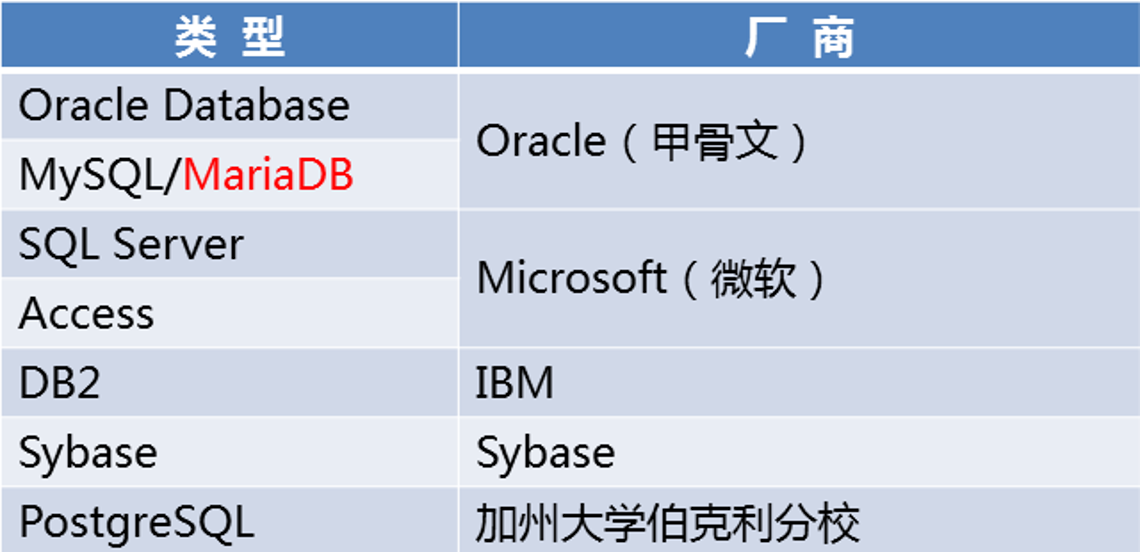 类 型
厂 商
Oracle Database
MySQL/MariaDB
Oracle（甲骨文）
SQL Server
Access
Microsoft（微软）
DB2
IBM
Sybase
Sybase
PostgreSQL
加州大学伯克利分校